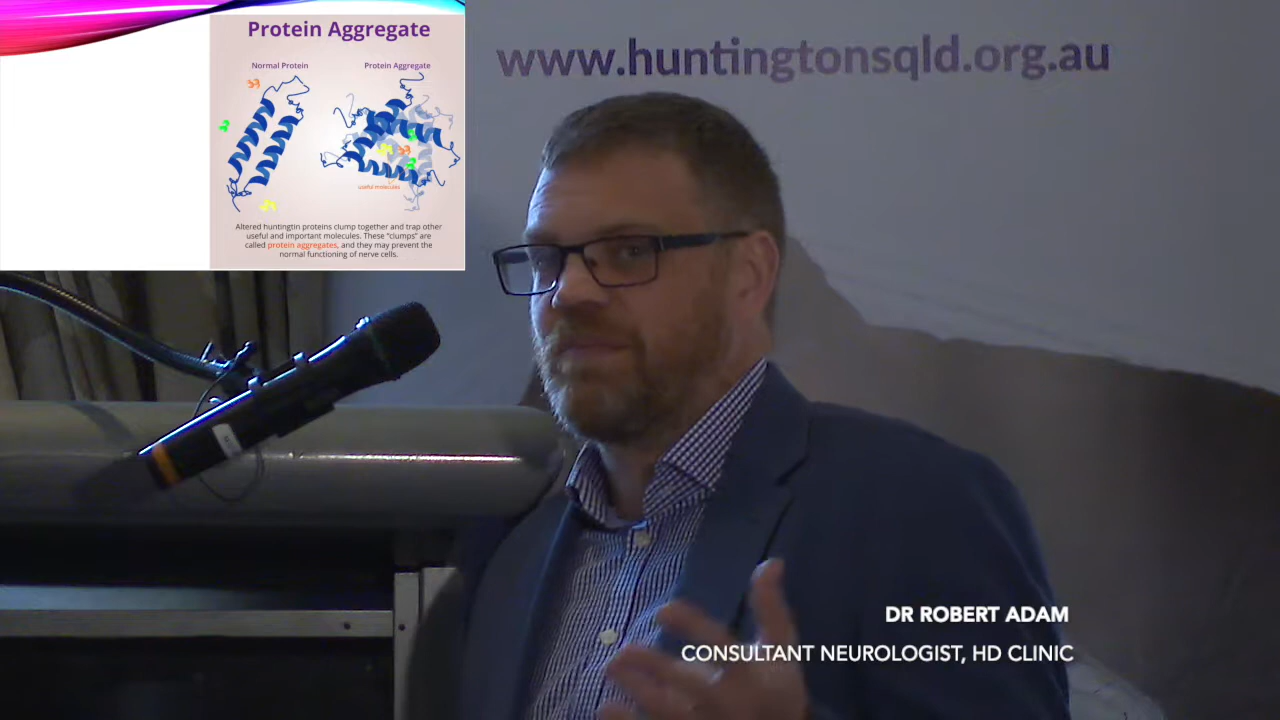 Protein Aggregate
Normal Protein
Protein Aggregate
useful molecules
Altered huntingtin proteins clump together and trap other
useful and important molecules. These "clumps" are
called protein aggregates, and they may prevent the
normal functioning of nerve cells.
www.huntingtonsqld.org.au
DR ROBERT ADAM
CONSULTANT NEUROLOGIST, HD CLINIC